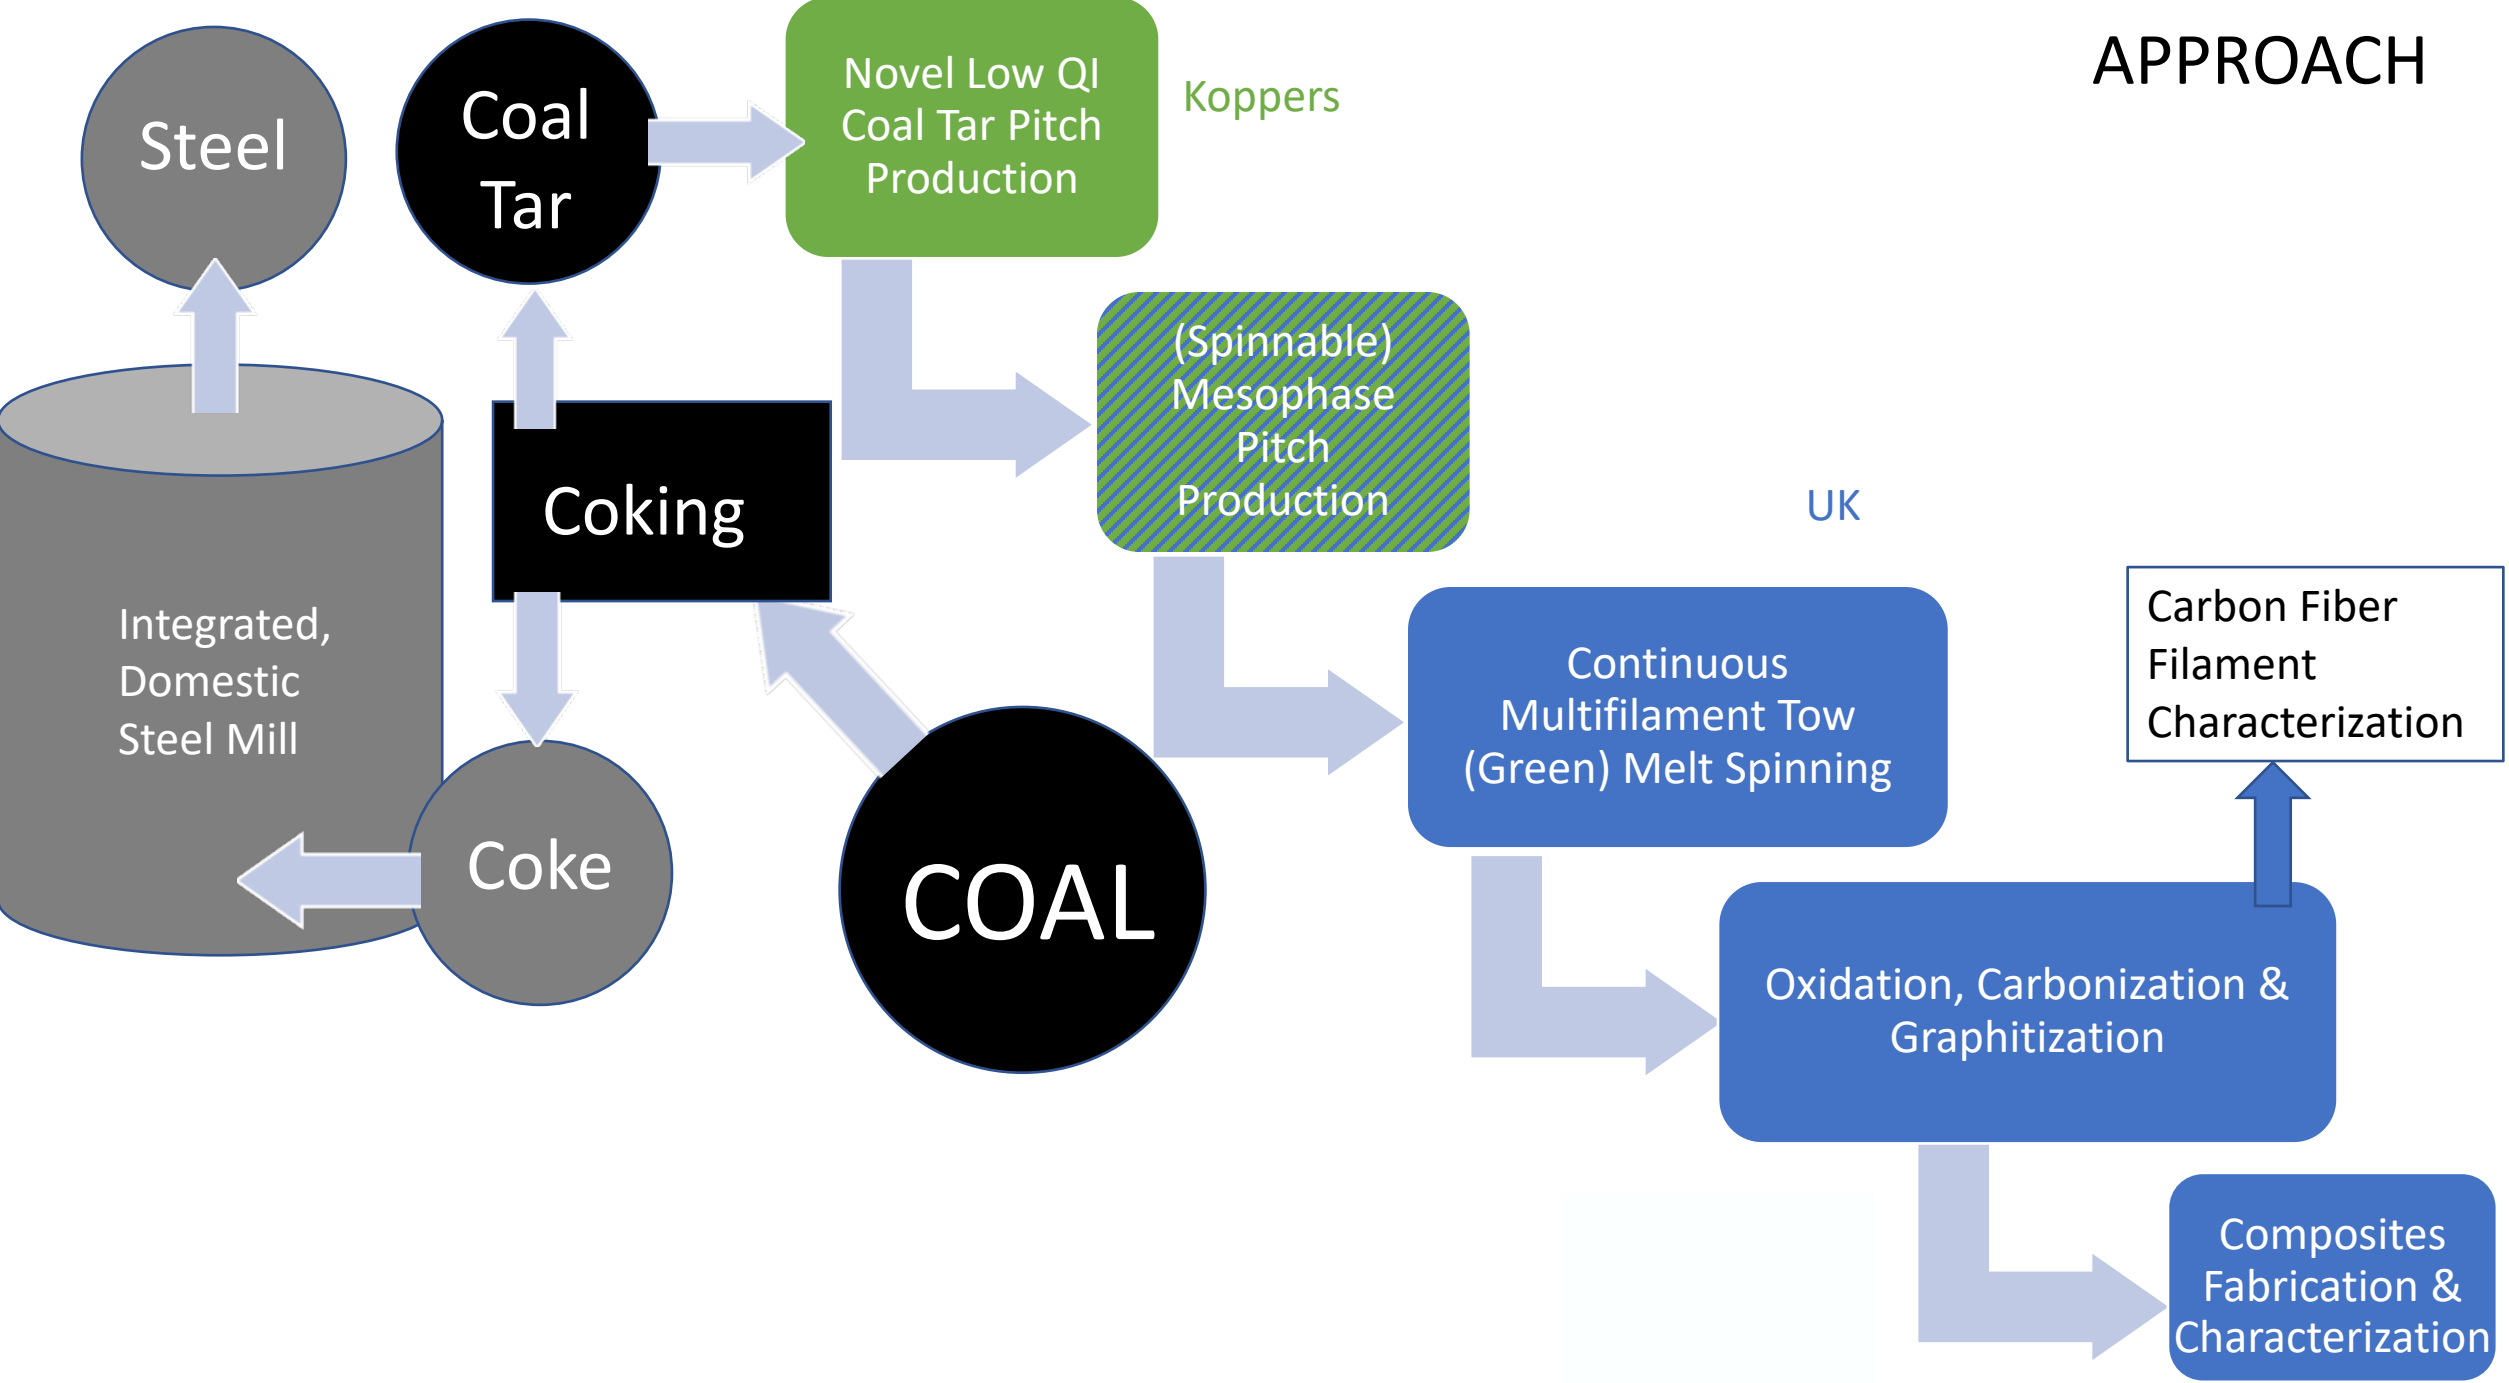 APPROACH
Steel
Coal
Tar
Novel Low QI
Coal Tar Pitch
Production
Koppers
(Spinnable)
Mesophase
Pitch
Production
Coking
UK
Integrated,
Domestic
Steel Mill
Continuous
Multifilament Tow
(Green) Melt Spinning
Carbon Fiber
Filament
Characterization
Coke
COAL
Oxidation, Carbonization &
Graphitization
Composites
Fabrication &
Characterization